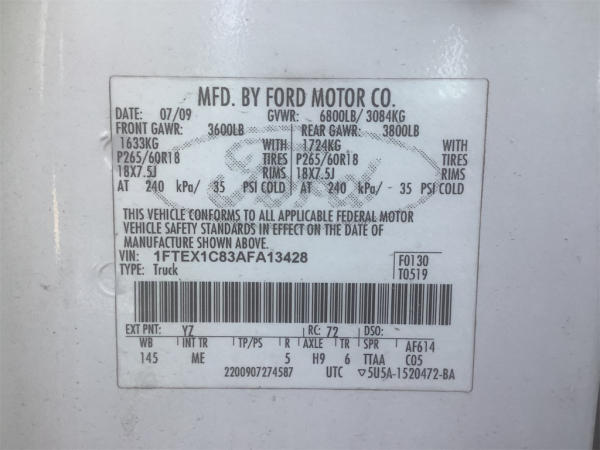 MFD. BY FORD MOTOR CO.
DATE: 07/09 GVWR: 6800LB/ 3084KG
FRONT GAWR: 3600LB REAR GAWR: 3800LB
1633KG WITH 1724KG WITH
P265/60R18 TIRES P265/60R18 TIRES
18X7.5J RIMS 18X7.5J RIMS
AT 240 kPa/ 35 PSI COLD AT 240 kPa/ 35 PSI COLD
Ford
THIS VEHICLE CONFORMS TO ALL APPLICABLE FEDERAL MOTOR
VEHICLE SAFETY STANDARDS IN EFFECT ON THE DATE OF
MANUFACTURE SHOWN ABOVE.
VIN: 1FTEX1C83AFA13428 F0130
TYPE: Truck T0519
EXT PNT: YZ RC: 72 DSO:
WB INT TR TP/PS R AXLE TR SPR AF614
145 ME 5 H9 6 TTAA C05
2200907274587 UTC ▽5U5A-1520472-BA